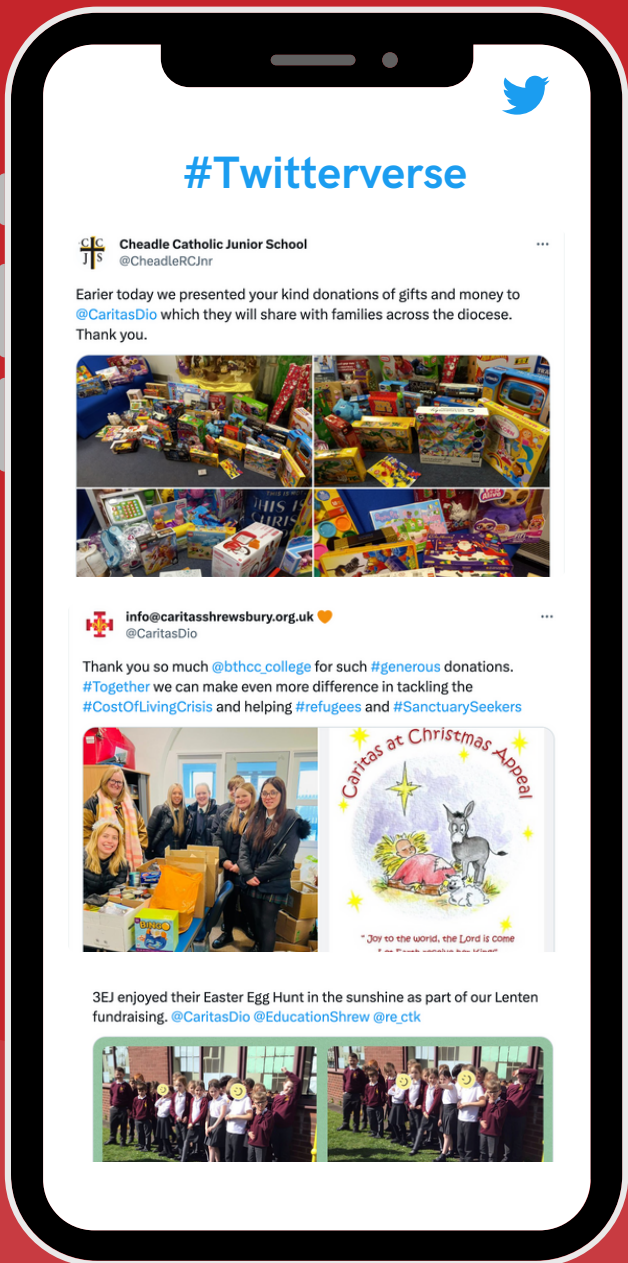 #Twitterverse
C C
J S
Cheadle Catholic Junior School
@CheadleRCJnr
Earier today we presented your kind donations of gifts and money to
@CaritasDio which they will share with families across the diocese.
Thank you.
THIS IS
CHRIS
info@caritasshrewsbury.org.uk 🧡
@CaritasDio
Thank you so much @bthcc_college for such #generous donations.
#Together we can make even more difference in tackling the
#CostOfLivingCrisis and helping #refugees and #SanctuarySeekers
BINGO
Caritas at Christmas Appeal
" Joy to the world, the Lord is come
3EJ enjoyed their Easter Egg Hunt in the sunshine as part of our Lenten
fundraising. @CaritasDio @EducationShrew @re_ctk